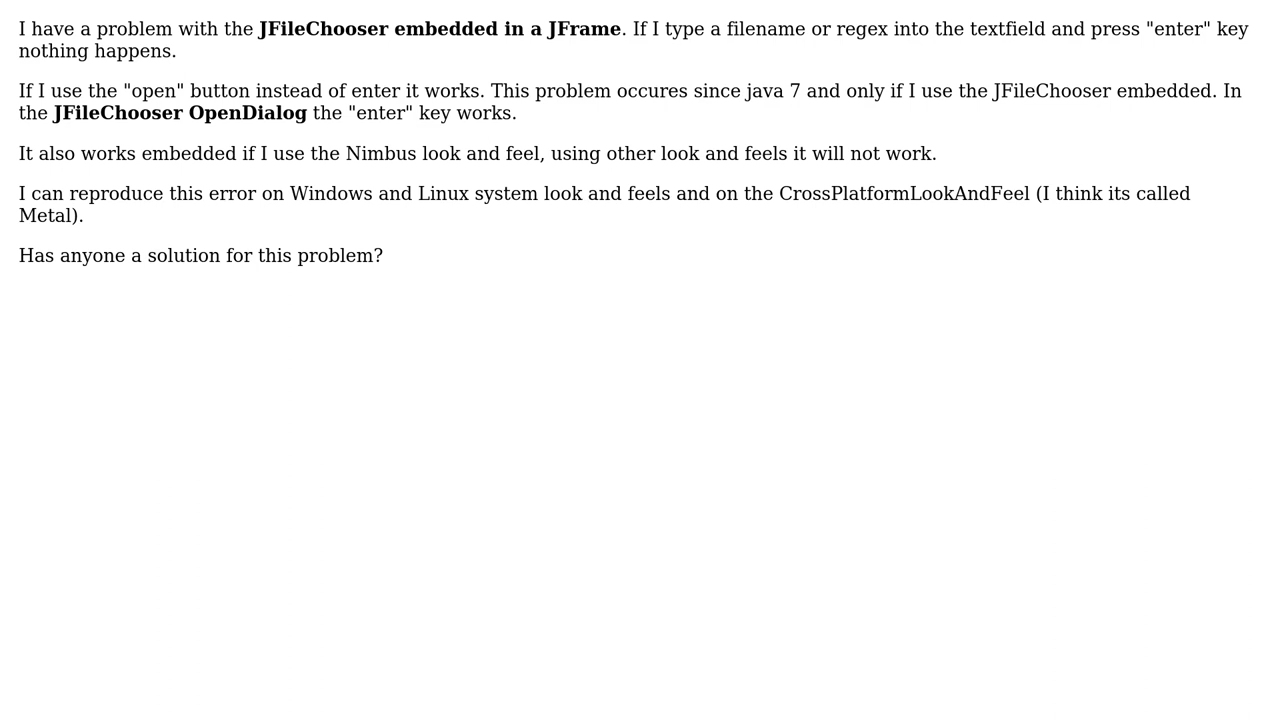 I have a problem with the JFileChooser embedded in a JFrame. If I type a filename or regex into the textfield and press "enter" key
nothing happens.
If I use the "open" button instead of enter it works. This problem occures since java 7 and only if I use the JFileChooser embedded. In
the JFileChooser OpenDialog the "enter" key works.
It also works embedded if I use the Nimbus look and feel, using other look and feels it will not work.
I can reproduce this error on Windows and Linux system look and feels and on the CrossPlatformLookAndFeel (I think its called
Metal).
Has anyone a solution for this problem?